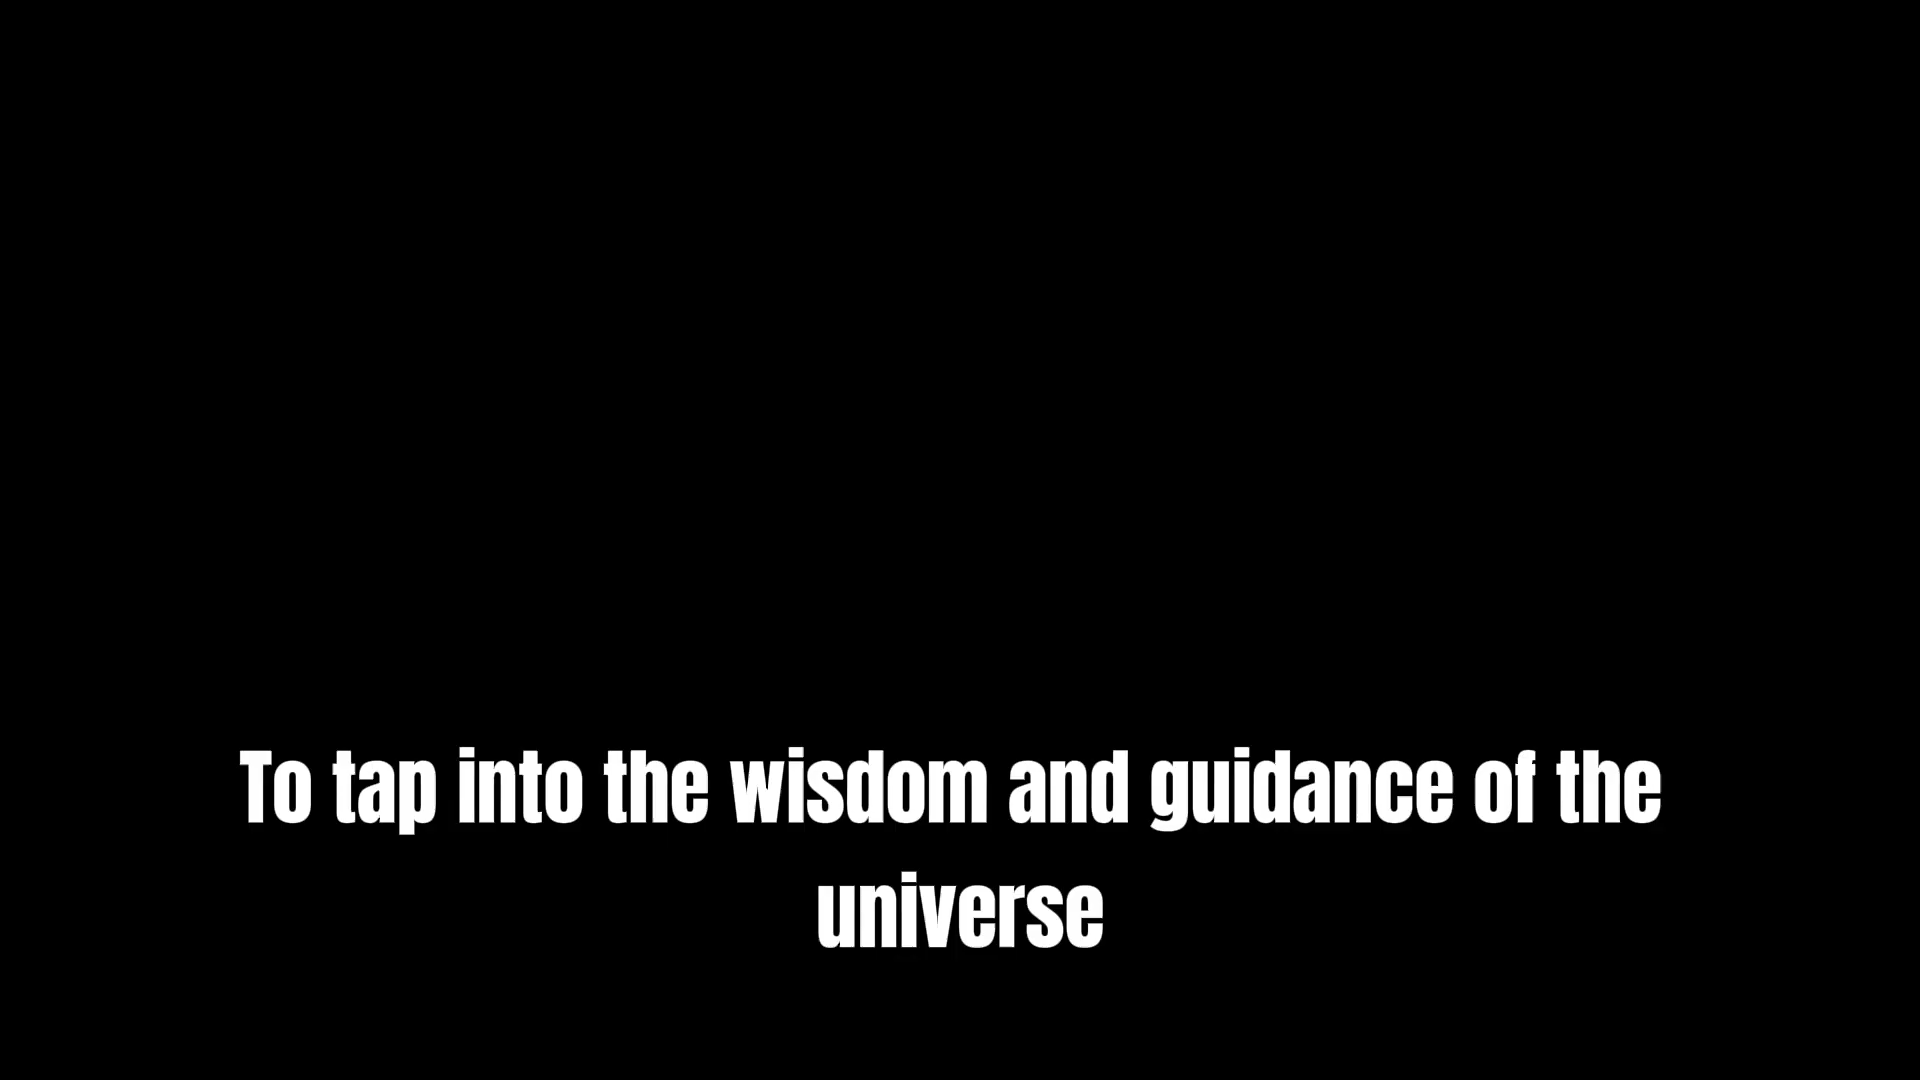 To tap into the wisdom and guidance of the
universe